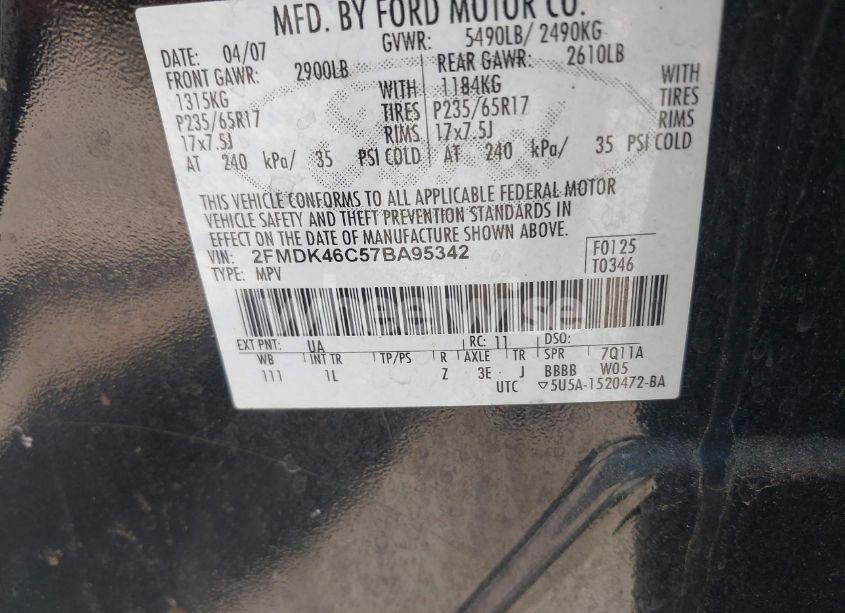 MFD. BY FORD MOTOR CO.
DATE: 04/07 GVWR: 5490LB/ 2490KG
FRONT GAWR: 2900LB REAR GAWR: 2610LB
1315KG WITH 1184KG WITH
P235/65R17 TIRES P235/65R17 TIRES
17x7.5J RIMS 17x7.5J RIMS
AT 240 kPa/ 35 PSI COLD AT 240 kPa/ 35 PSI COLD
THIS VEHICLE CONFORMS TO ALL APPLICABLE FEDERAL MOTOR
VEHICLE SAFETY AND THEFT PREVENTION STANDARDS IN
EFFECT ON THE DATE OF MANUFACTURE SHOWN ABOVE.
VIN: 2FMDK46C57BA95342 F0125
TYPE: MPV T0346
EXT PNT: UA RC: 11 DSO:
WB INT TR TP/PS R AXLE TR SPR 7Q11A
111 1L Z 3E J BBBB W05
UTC ▽5U5A-1520472-BA